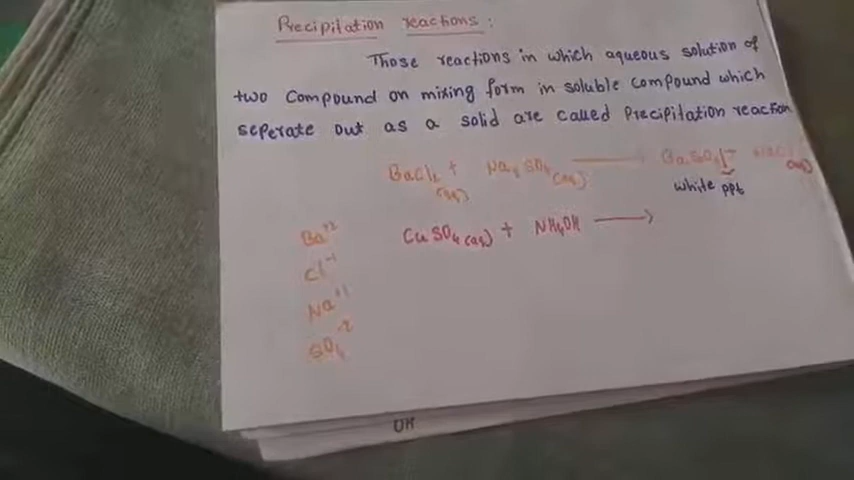 Precipitation reactions :
Those reactions in which aqueous solution of
two Compound on mixing form in soluble compound which
seperate out as a solid are called Precipitation reaction
BaCl₂ (aq) + Na₂SO₄ (aq) → BaSO₄↓ + NaCl (aq)
white ppt
CuSO₄ (aq) + NH₄OH →
Ba⁺²
Cl⁻¹
Na⁺¹
SO₄⁻²